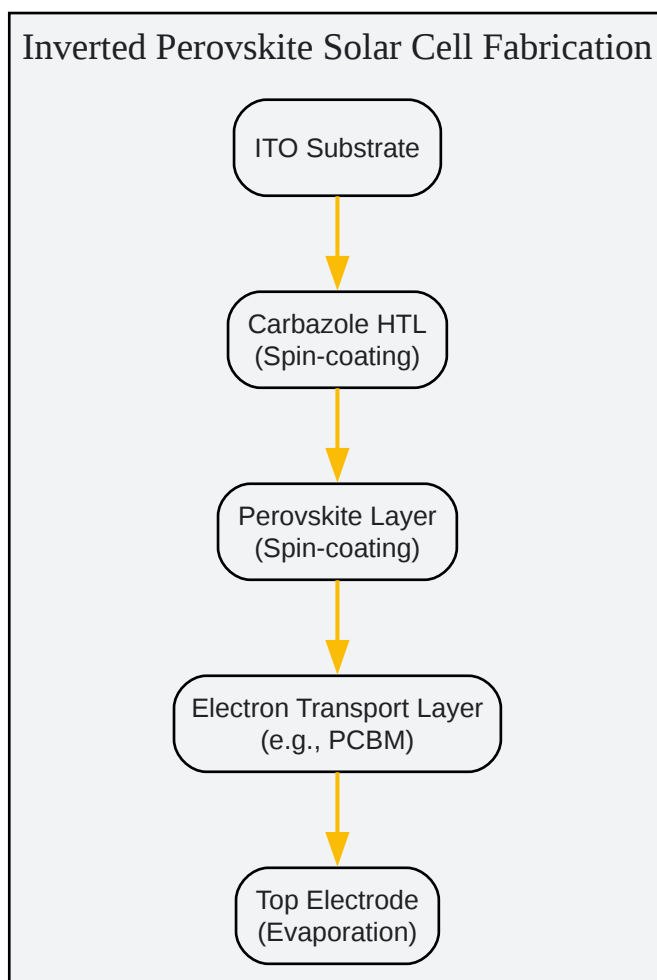 Inverted Perovskite Solar Cell Fabrication
ITO Substrate
Carbazole HTL
(Spin-coating)
Perovskite Layer
(Spin-coating)
Electron Transport Layer
(e.g., PCBM)
Top Electrode
(Evaporation)